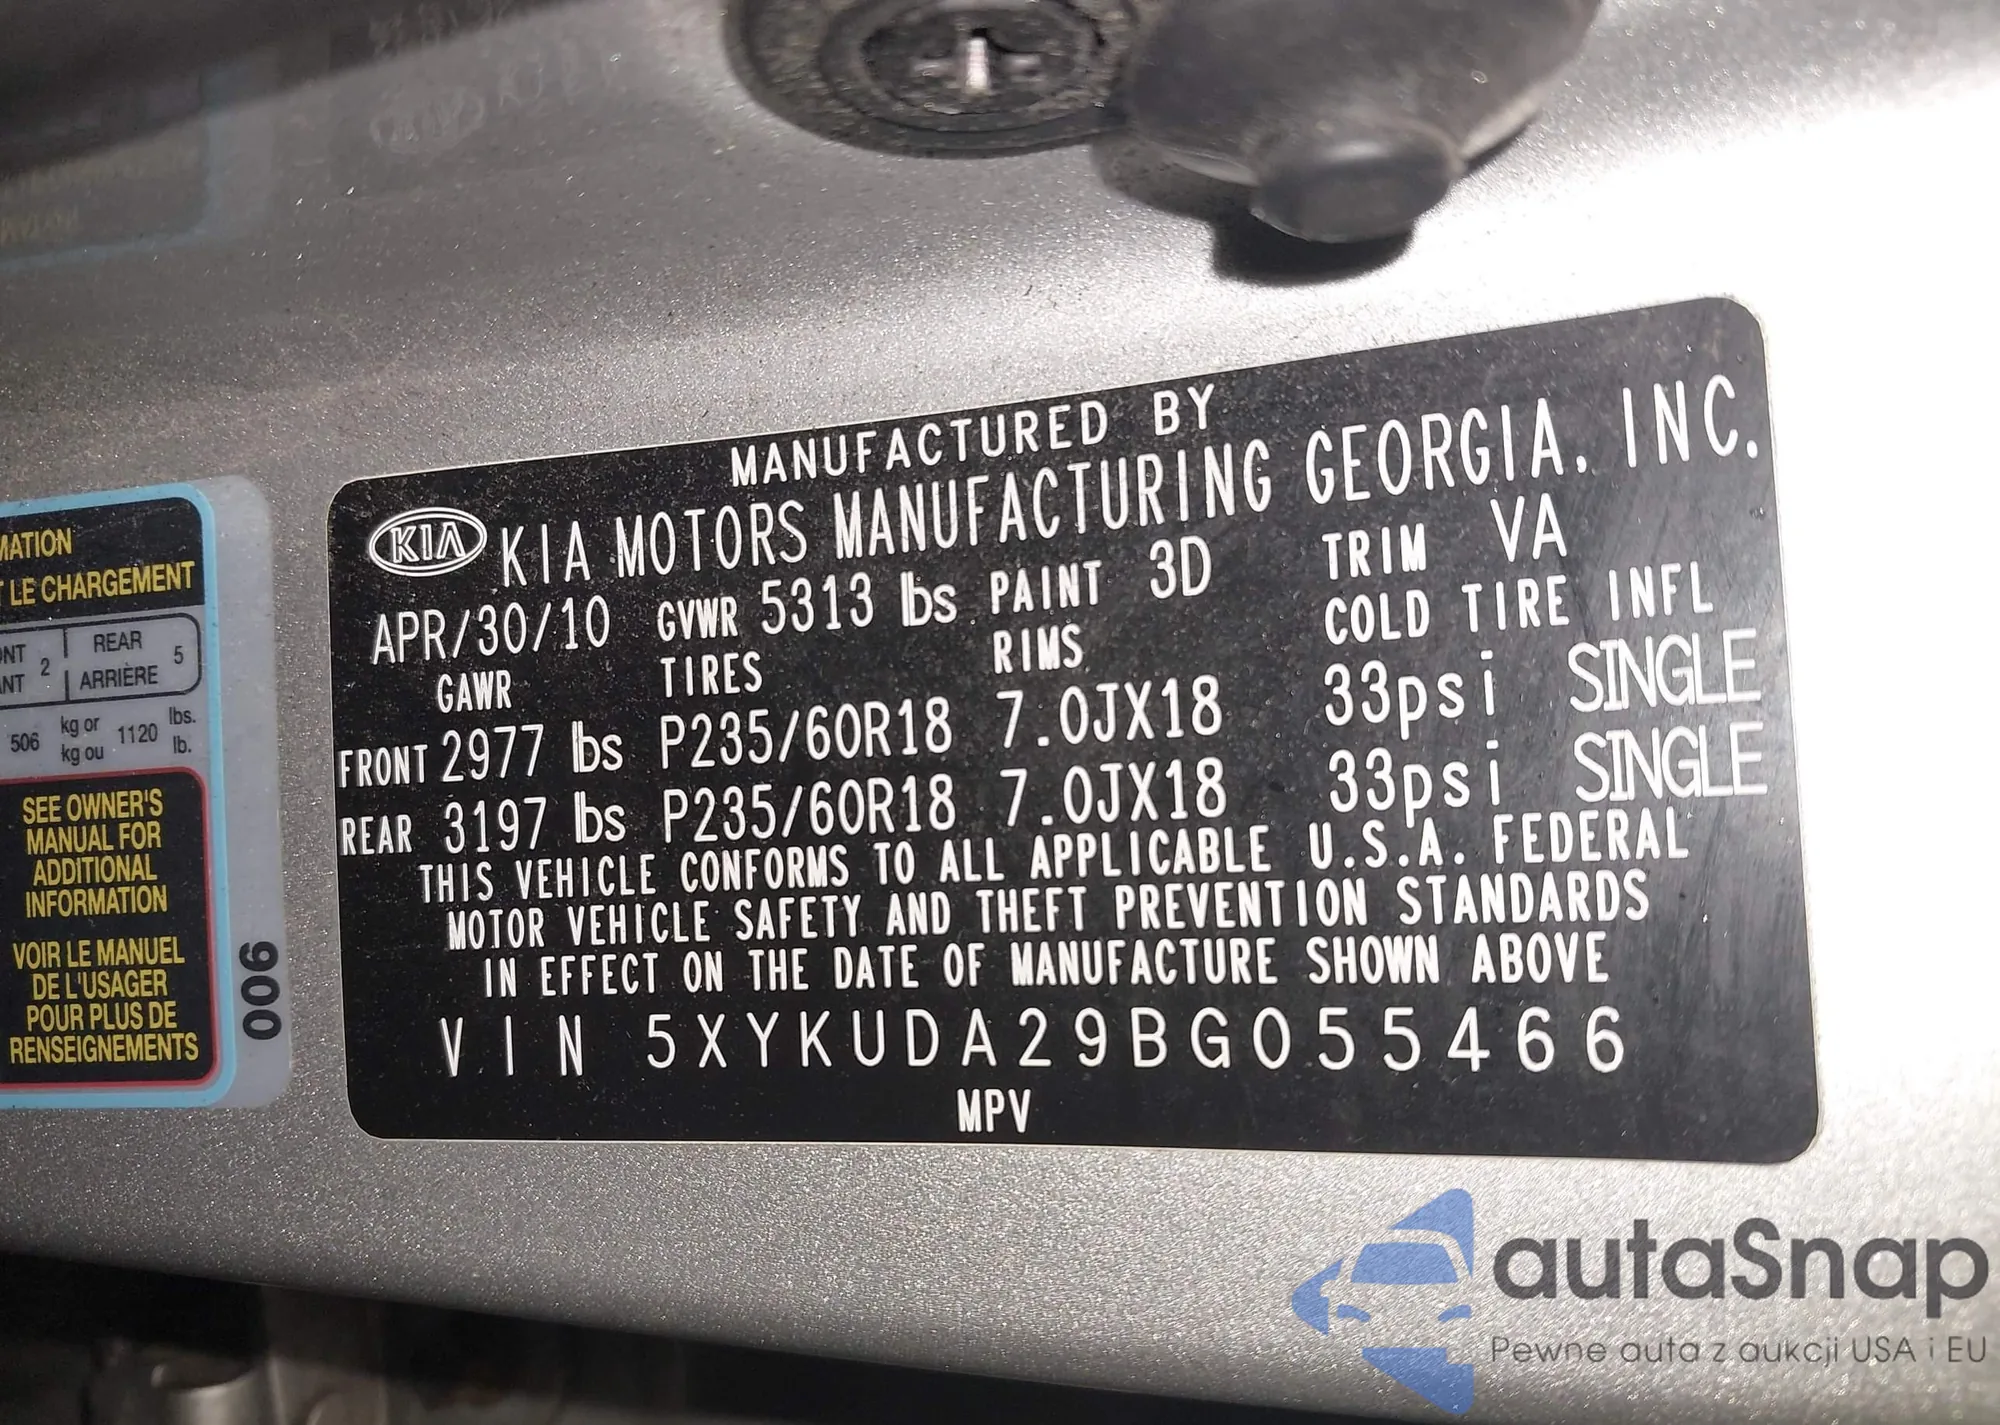 MANUFACTURED BY
KIA KIA MOTORS MANUFACTURING GEORGIA, INC.
APR/30/10 GVWR 5313 lbs PAINT 3D TRIM VA
GAWR TIRES RIMS COLD TIRE INFL
FRONT 2977 lbs P235/60R18 7.0JX18 33psi SINGLE
REAR 3197 lbs P235/60R18 7.0JX18 33psi SINGLE
THIS VEHICLE CONFORMS TO ALL APPLICABLE U.S.A. FEDERAL
MOTOR VEHICLE SAFETY AND THEFT PREVENTION STANDARDS
IN EFFECT ON THE DATE OF MANUFACTURE SHOWN ABOVE
VIN 5XYKUDA29BG055466
MPV
MATION
T LE CHARGEMENT
ONT 2 REAR 5
ANT ARRIÈRE
506 kg or 1120 lbs.
kg ou lb.
SEE OWNER'S
MANUAL FOR
ADDITIONAL
INFORMATION
VOIR LE MANUEL
DE L'USAGER
POUR PLUS DE
RENSEIGNEMENTS
006
autaSnap
Pewne auta z aukcji USA i EU